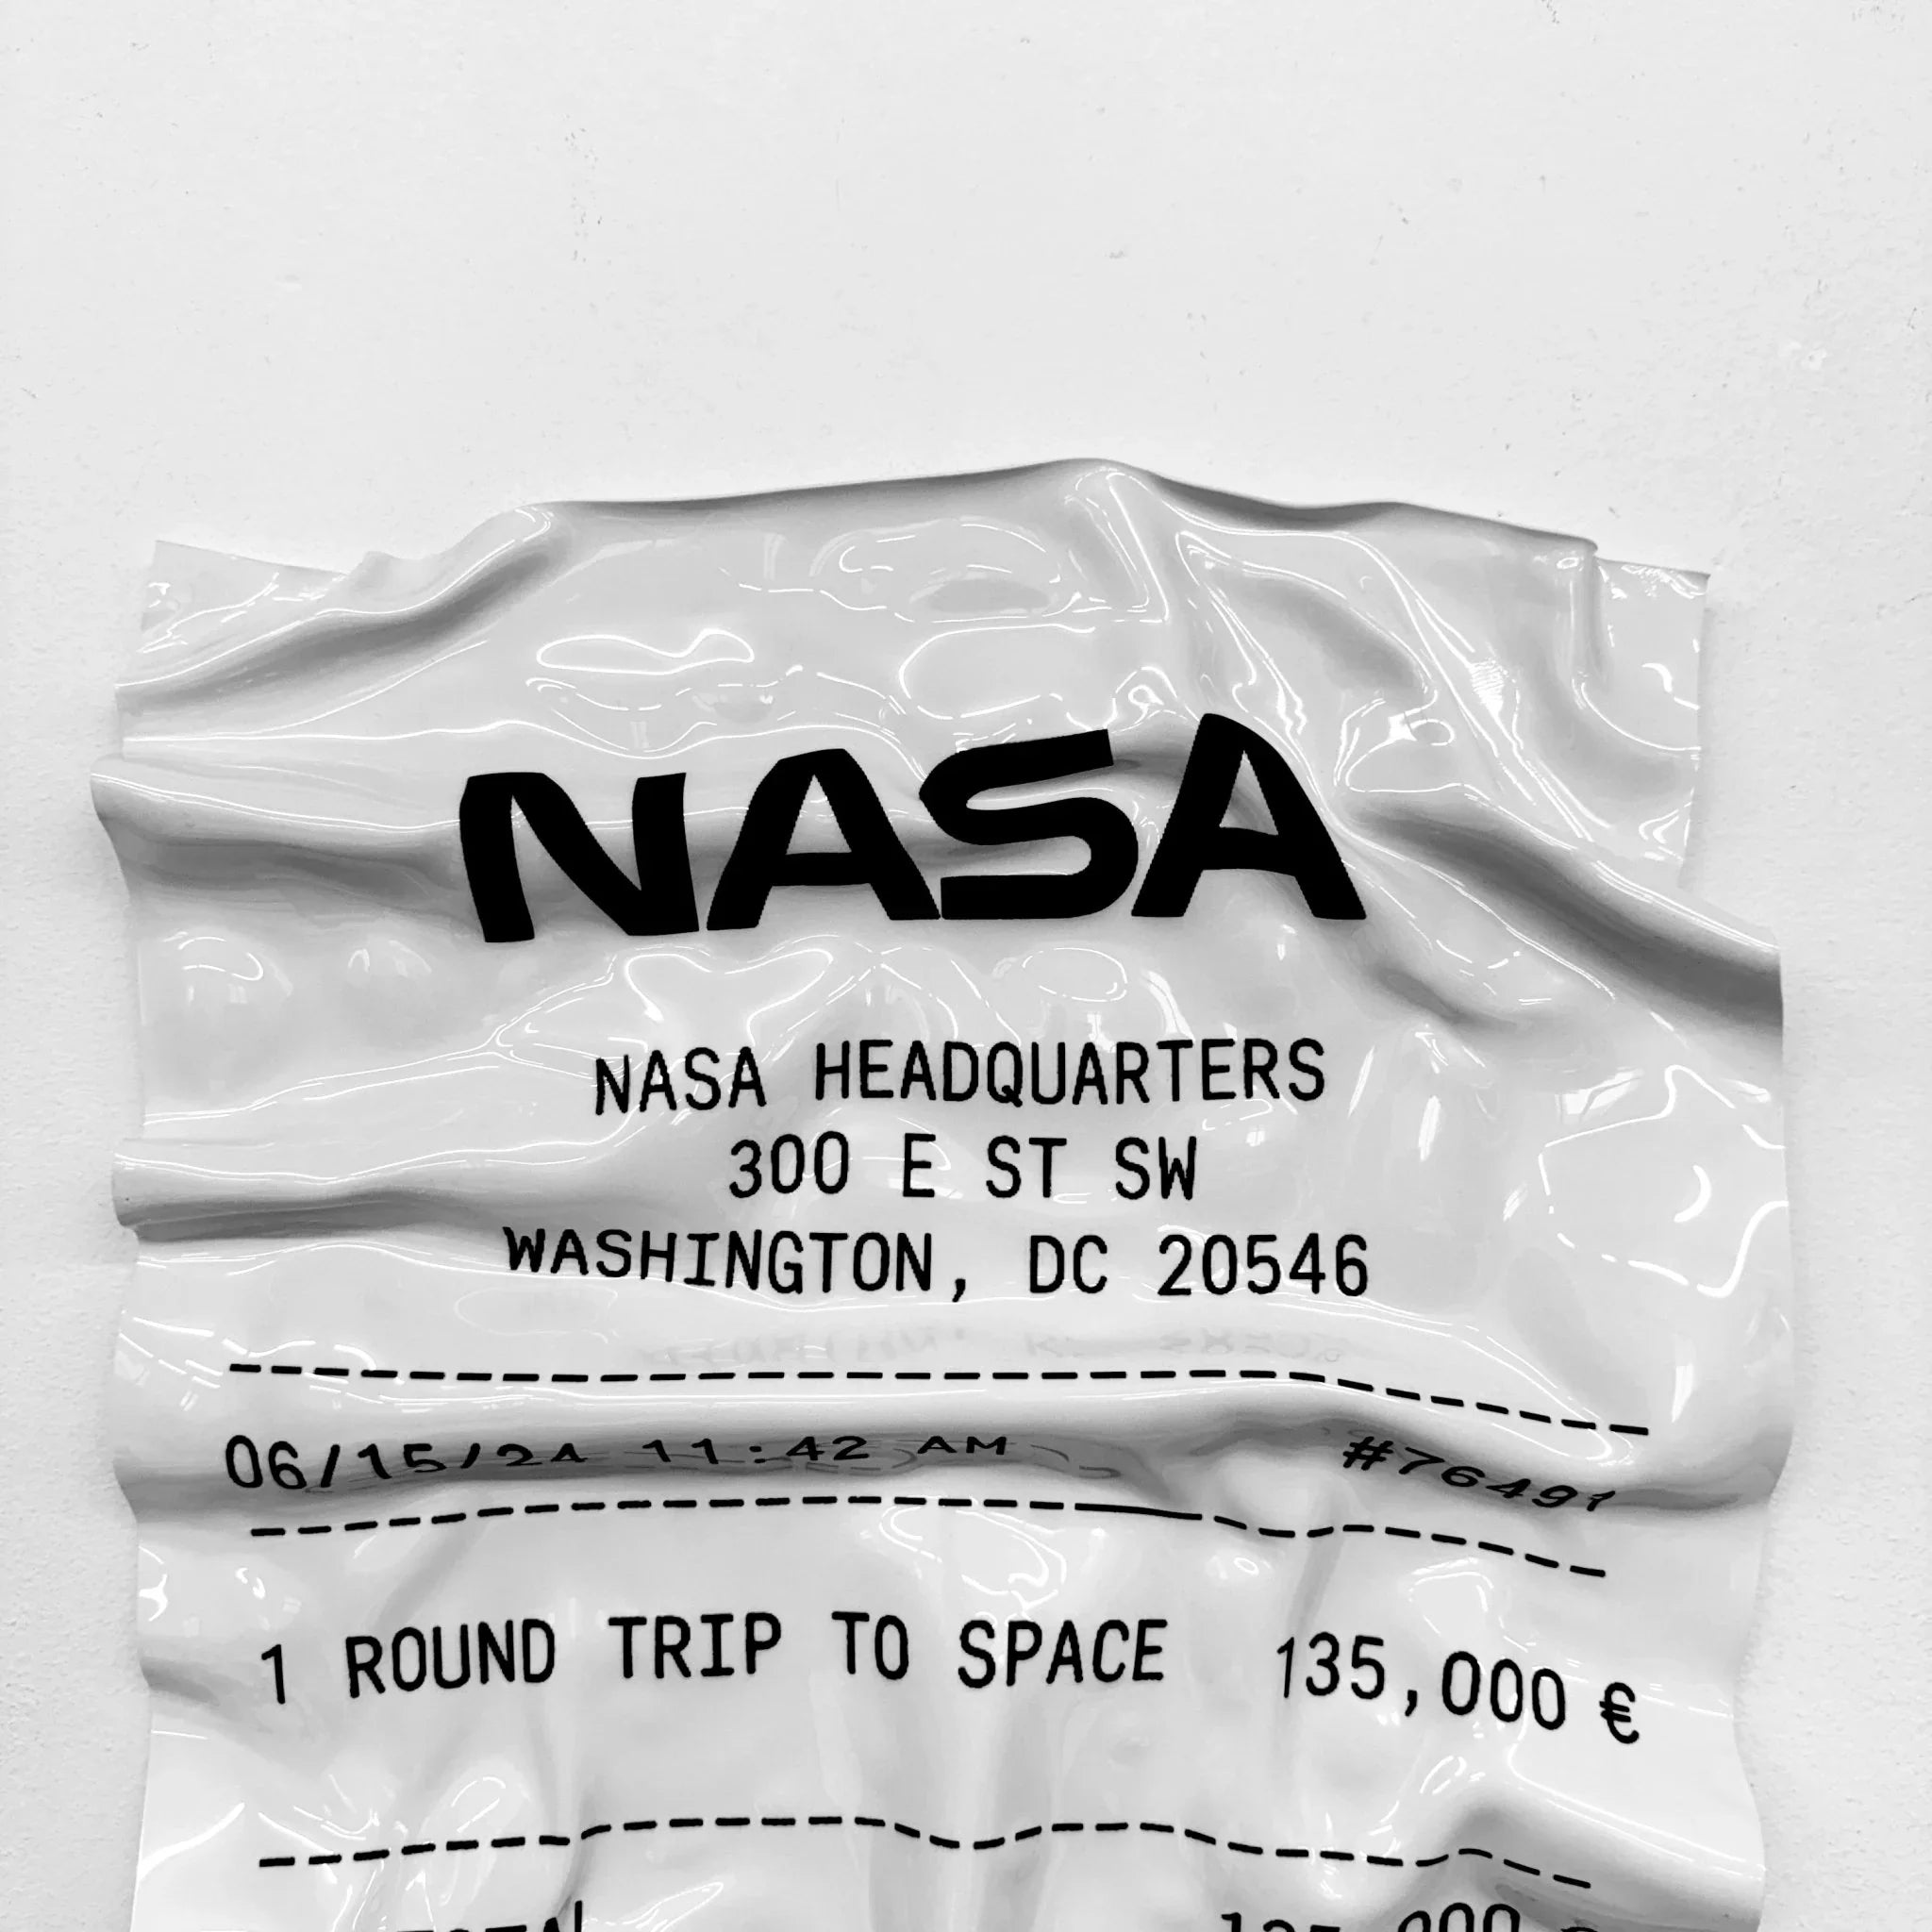 NASA
NASA HEADQUARTERS
300 E ST SW
WASHINGTON, DC 20546
06/15/24 11:42 AM #76491
1 ROUND TRIP TO SPACE 135,000 €